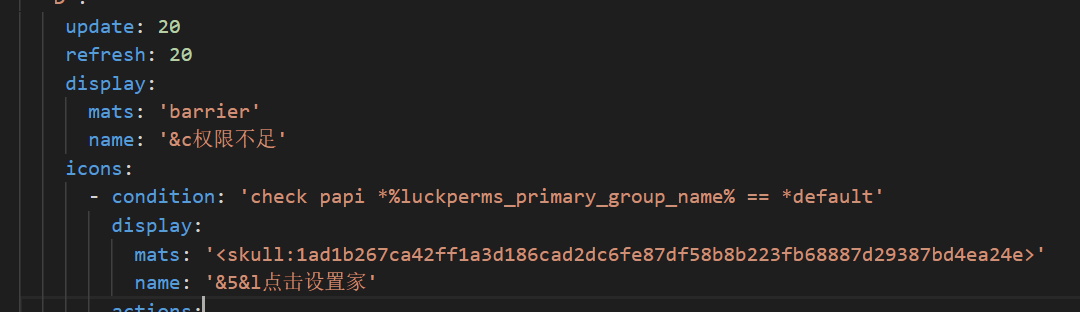 update: 20
refresh: 20
display:
mats: 'barrier'
name: '&c权限不足'
icons:
- condition: 'check papi *%luckperms_primary_group_name% == *default'
display:
mats: '<skull:1ad1b267ca42ff1a3d186cad2dc6fe87df58b8b223fb68887d29387bd4ea24e>'
name: '&5&l点击设置家'
actions: